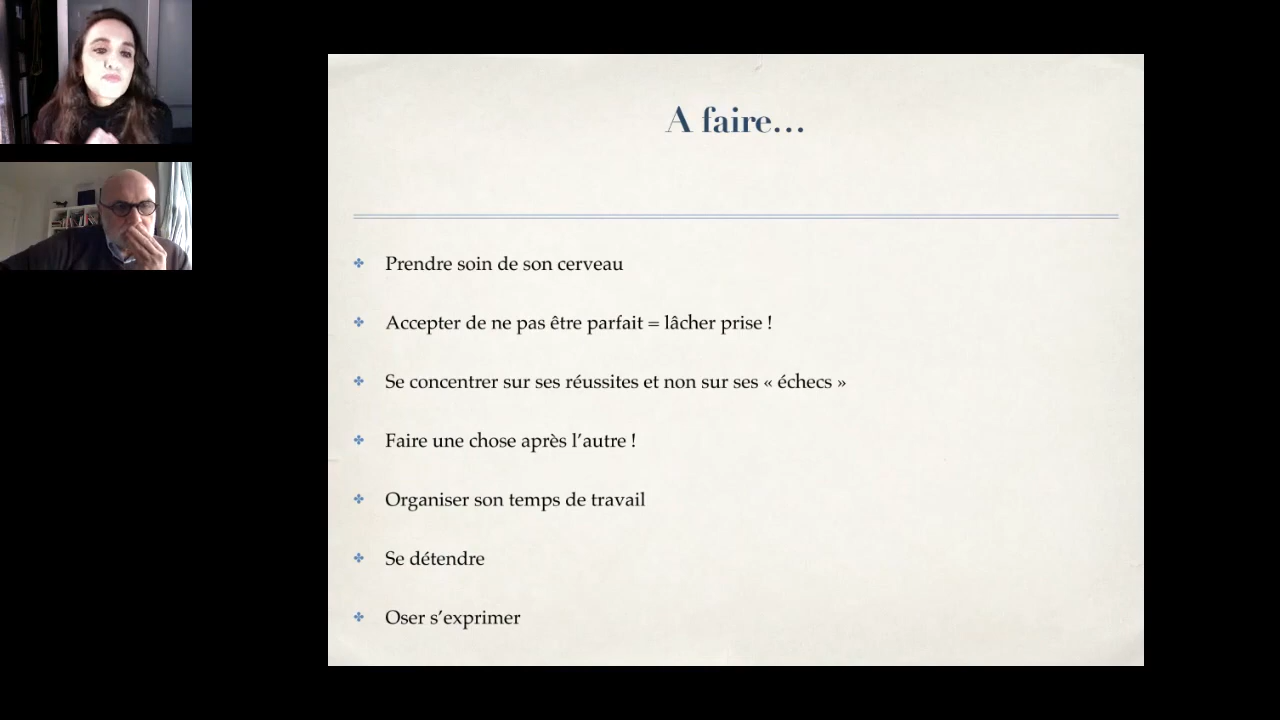 A faire…
Prendre soin de son cerveau
Accepter de ne pas être parfait = lâcher prise !
Se concentrer sur ses réussites et non sur ses « échecs »
Faire une chose après l’autre !
Organiser son temps de travail
Se détendre
Oser s’exprimer